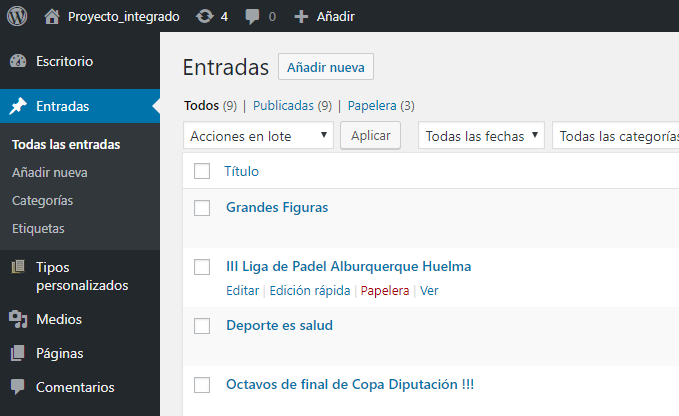 Proyecto_integrado 4 0 Añadir
Escritorio
Entradas
Todas las entradas
Añadir nueva
Categorías
Etiquetas
Tipos
personalizados
Medios
Páginas
Comentarios
Entradas Añadir nueva
Todos (9) | Publicadas (9) | Papelera (3)
Acciones en lote Aplicar Todas las fechas Todas las categorías
Título
Grandes Figuras
III Liga de Padel Alburquerque Huelma
Editar | Edición rápida | Papelera | Ver
Deporte es salud
Octavos de final de Copa Diputación !!!